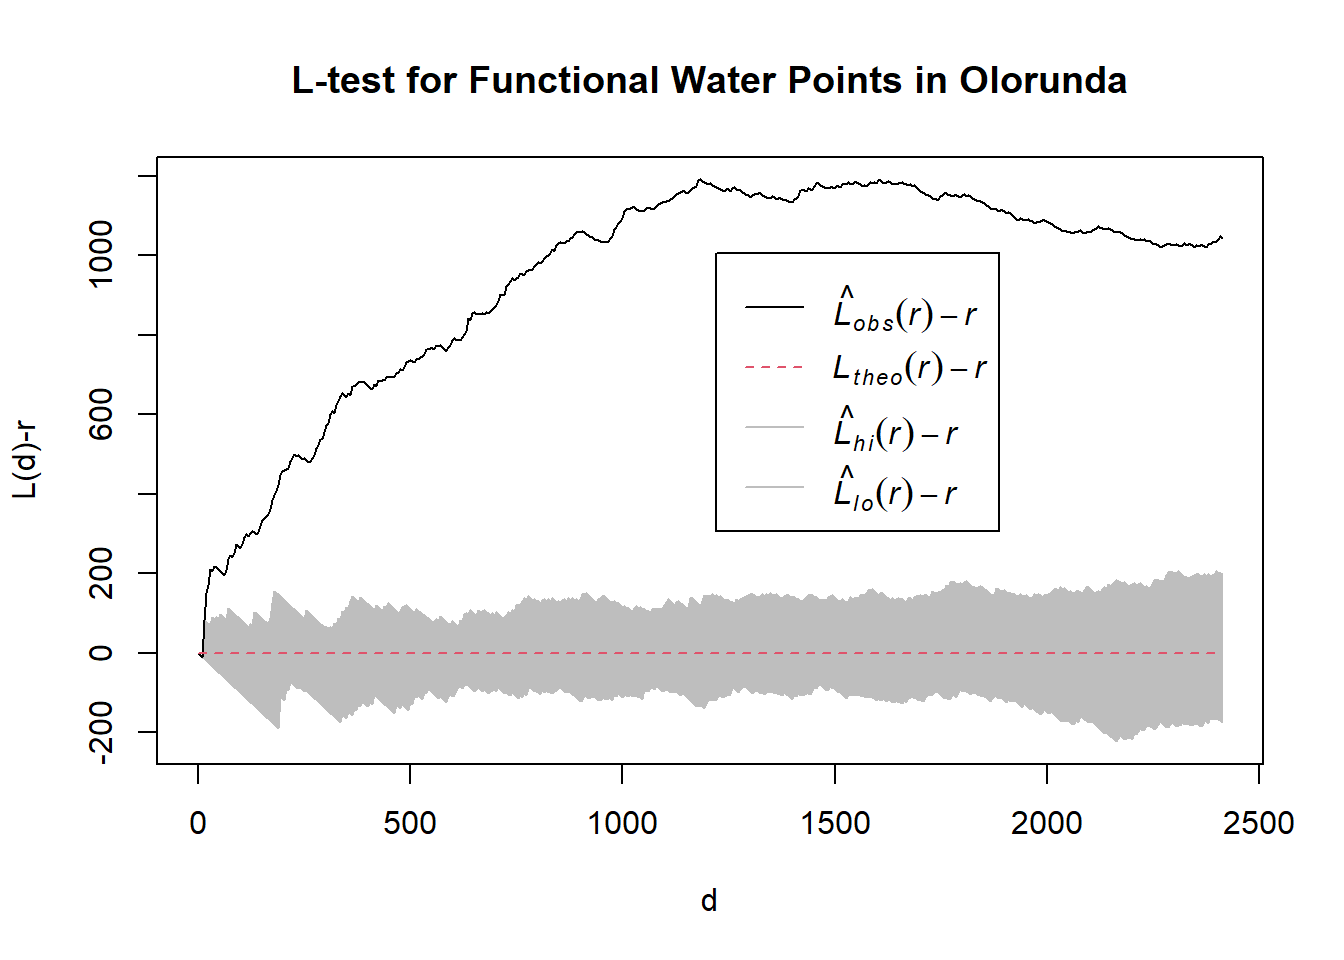 L-test for Functional Water Points in Olorunda
L(d)-r
1000
600
200
0
-200
L̂obs(r) − r
Ltheo(r) − r
L̂hi(r) − r
L̂lo(r) − r
0 500 1000 1500 2000 2500
d